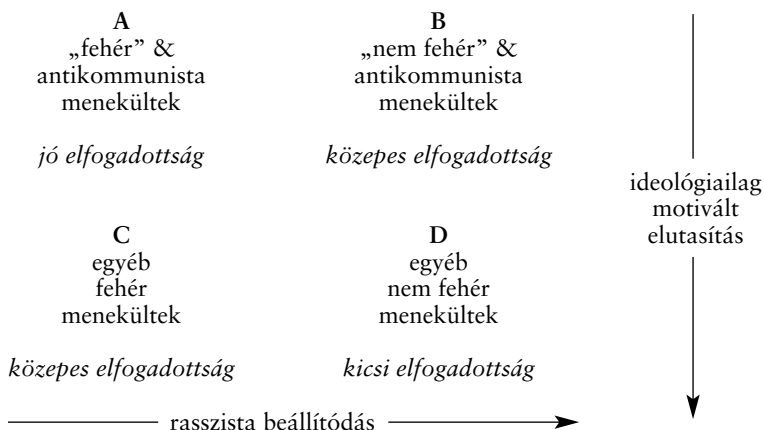 A
„fehér” &
antikommunista
menekültek
jó elfogadottság
B
„nem fehér” &
antikommunista
menekültek
közepes elfogadottság
C
egyéb
fehér
menekültek
közepes elfogadottság
D
egyéb
nem fehér
menekültek
kicsi elfogadottság
ideológiailag
motivált
elutasítás
rasszista beállítódás